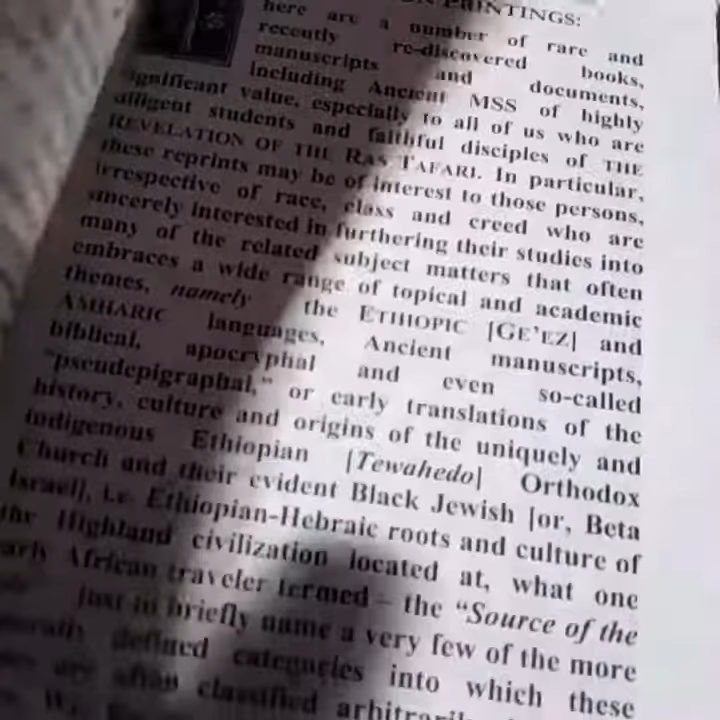 PRINTINGS:
here are a number of rare and
recently re-discovered books,
manuscripts and documents,
including Ancient MSS of highly
significant value, especially to all of us who are
diligent students and faithful disciples of THE
REVELATION OF THE RAS TAFARI. In particular,
these reprints may be of interest to those persons,
irrespective of race, class and creed who are
sincerely interested in furthering their studies into
many of the related subject matters that often
embraces a wide range of topical and academic
themes, namely the ETHIOPIC [GE'EZ] and
AMHARIC languages, Ancient manuscripts,
biblical, apocryphal and even so-called
"pseudepigraphal," or early translations of the
history, culture and origins of the uniquely and
indigenous Ethiopian [Tewahedo] Orthodox
Church and their evident Black Jewish [or, Beta
Israel], i.e. Ethiopian-Hebraic roots and culture of
the Highland civilization located at, what one
early African traveler termed – the "Source of the
just to briefly name a very few of the more
generally defined categories into which these
are often classified arbitrarily